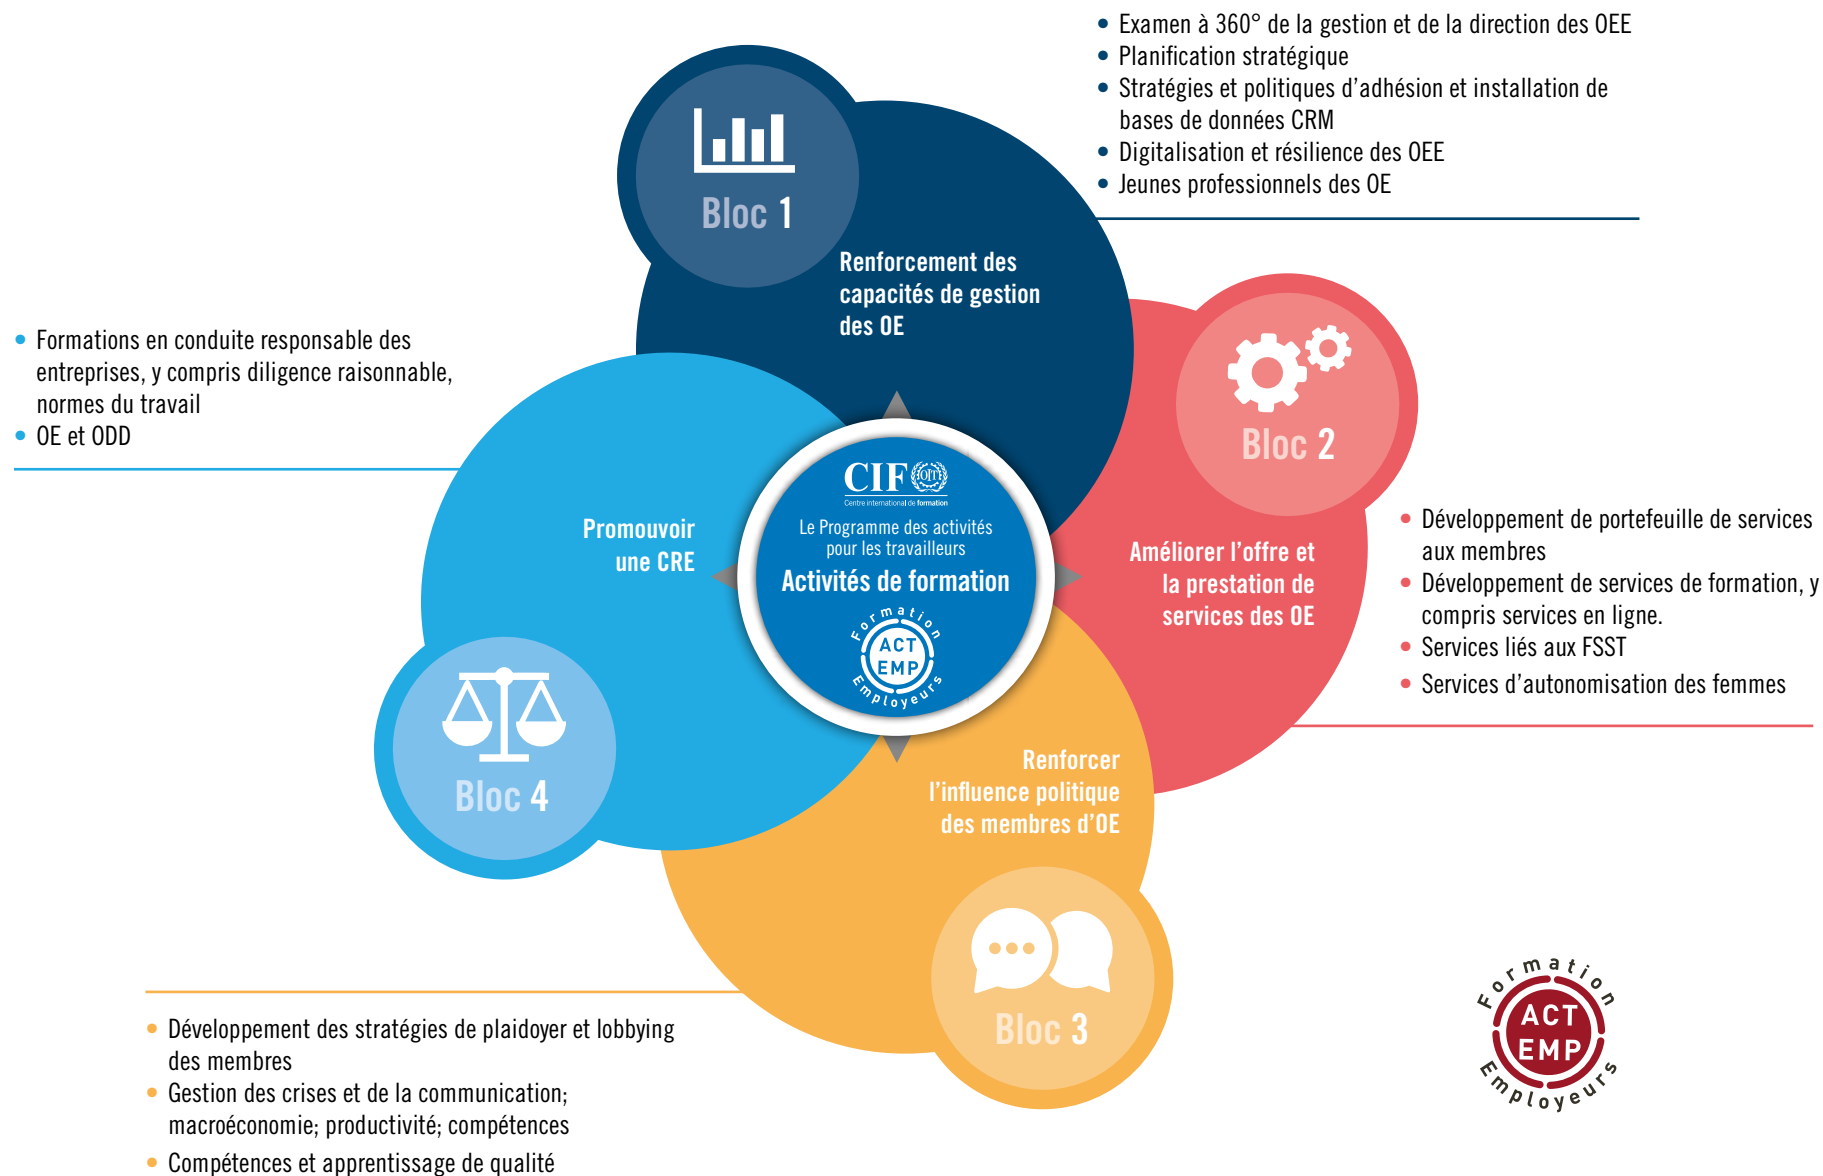 • Examen à 360° de la gestion et de la direction des OEE
• Planification stratégique
• Stratégies et politiques d'adhésion et installation de
bases de données CRM
• Digitalisation et résilience des OEE
• Jeunes professionnels des OE
Bloc 1
Renforcement des
capacités de gestion
des OE
• Formations en conduite responsable des
entreprises, y compris diligence raisonnable,
normes du travail
• OE et ODD
Bloc 2
Améliorer l'offre et
la prestation de
services des OE
• Développement de portefeuille de services
aux membres
• Développement de services de formation, y
compris services en ligne.
• Services liés aux FSST
• Services d'autonomisation des femmes
Promouvoir
une CRE
Bloc 4
CIF OIT
Centre international de formation
Le Programme des activités
pour les travailleurs
Activités de formation
Formation
ACT
EMP
Employeurs
Renforcer
l'influence politique
des membres d'OE
Bloc 3
• Développement des stratégies de plaidoyer et lobbying
des membres
• Gestion des crises et de la communication;
macroéconomie; productivité; compétences
• Compétences et apprentissage de qualité
Formation
ACT
EMP
Employeurs